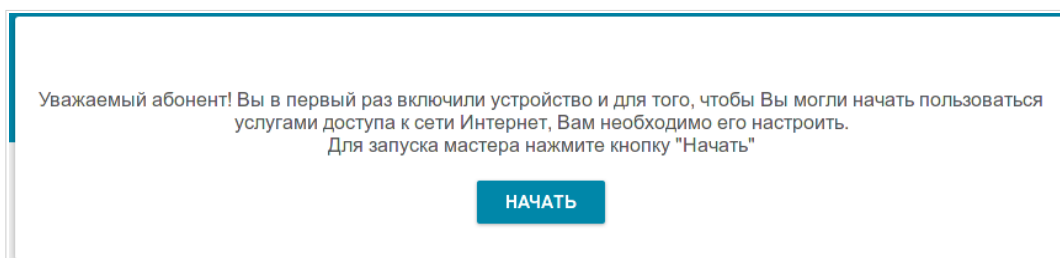 Уважаемый абонент! Вы в первый раз включили устройство и для того, чтобы Вы могли начать пользоваться
услугами доступа к сети Интернет, Вам необходимо его настроить.
Для запуска мастера нажмите кнопку "Начать"
НАЧАТЬ